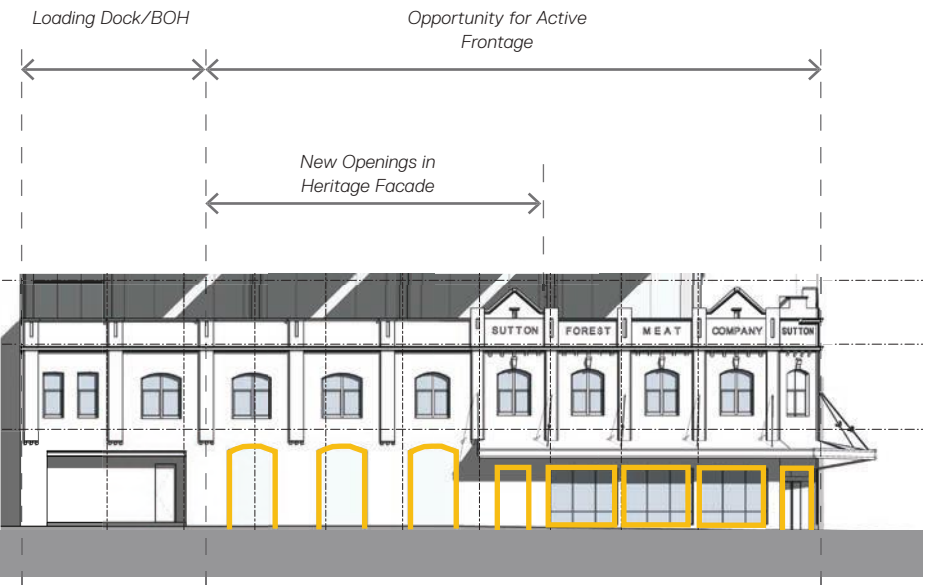 Loading Dock/BOH
Opportunity for Active
Frontage
New Openings in
Heritage Facade
SUTTON FOREST MEAT COMPANY SUTTON